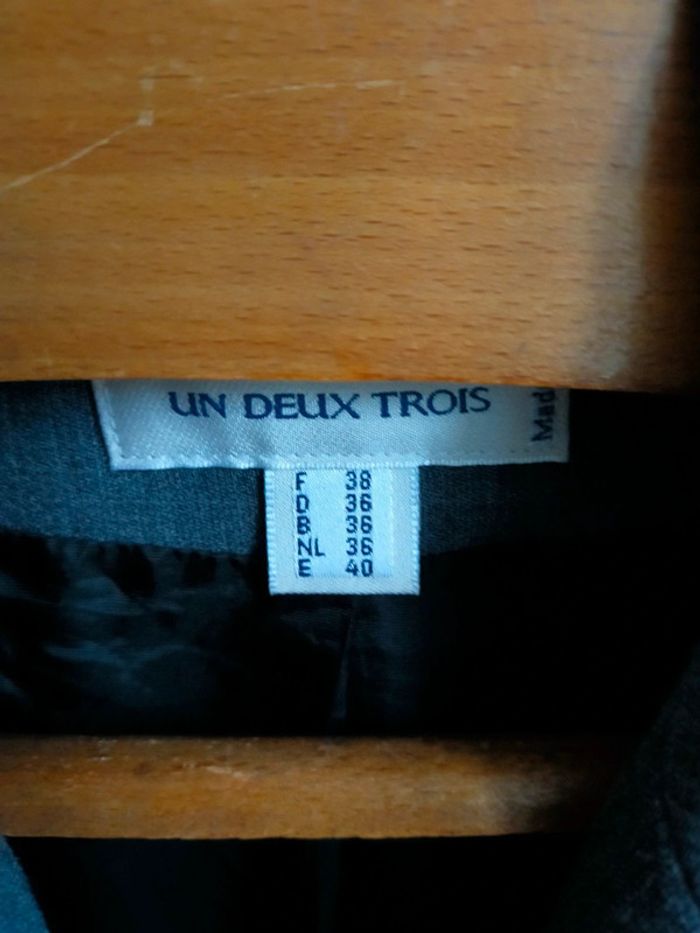 UN DEUX TROIS
Mad
F 38
D 36
B 36
NL 36
E 40